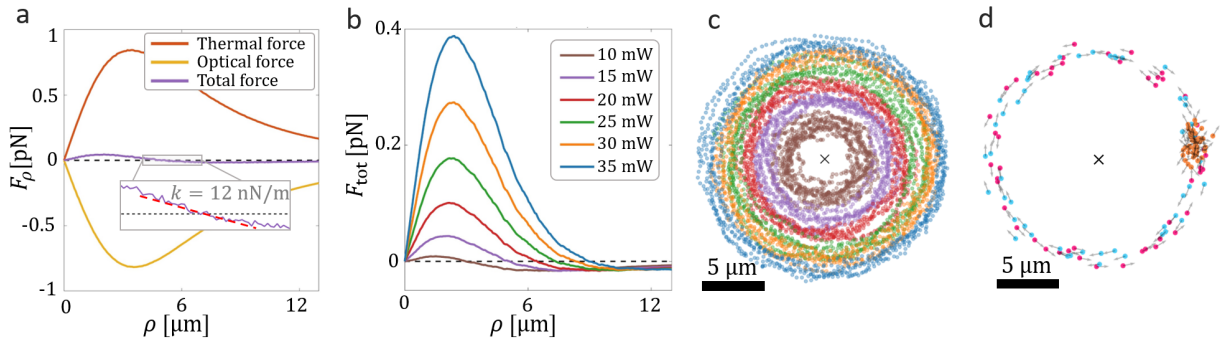 a
1
0.5
0
-0.5
-1
F_ρ [pN]
Thermal force
Optical force
Total force
k = 12 nN/m
0
6
12
ρ [μm]
b
0.4
0.2
0
F_tot [pN]
10 mW
15 mW
20 mW
25 mW
30 mW
35 mW
0
6
12
ρ [μm]
c
×
5 μm
d
×
5 μm